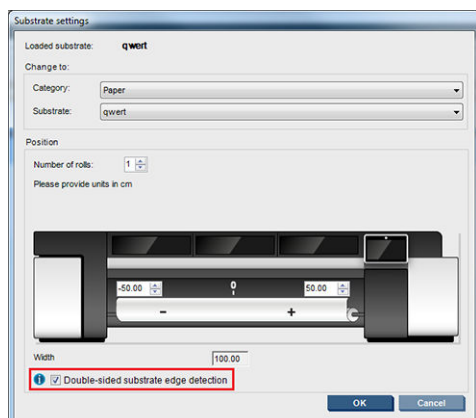 Substrate settings
Loaded substrate: qwert
Change to:
Category: Paper
Substrate: qwert
Position
Number of rolls: 1
Please provide units in cm
-50.00 0 50.00
- +
Width 100.00
Double-sided substrate edge detection
OK Cancel